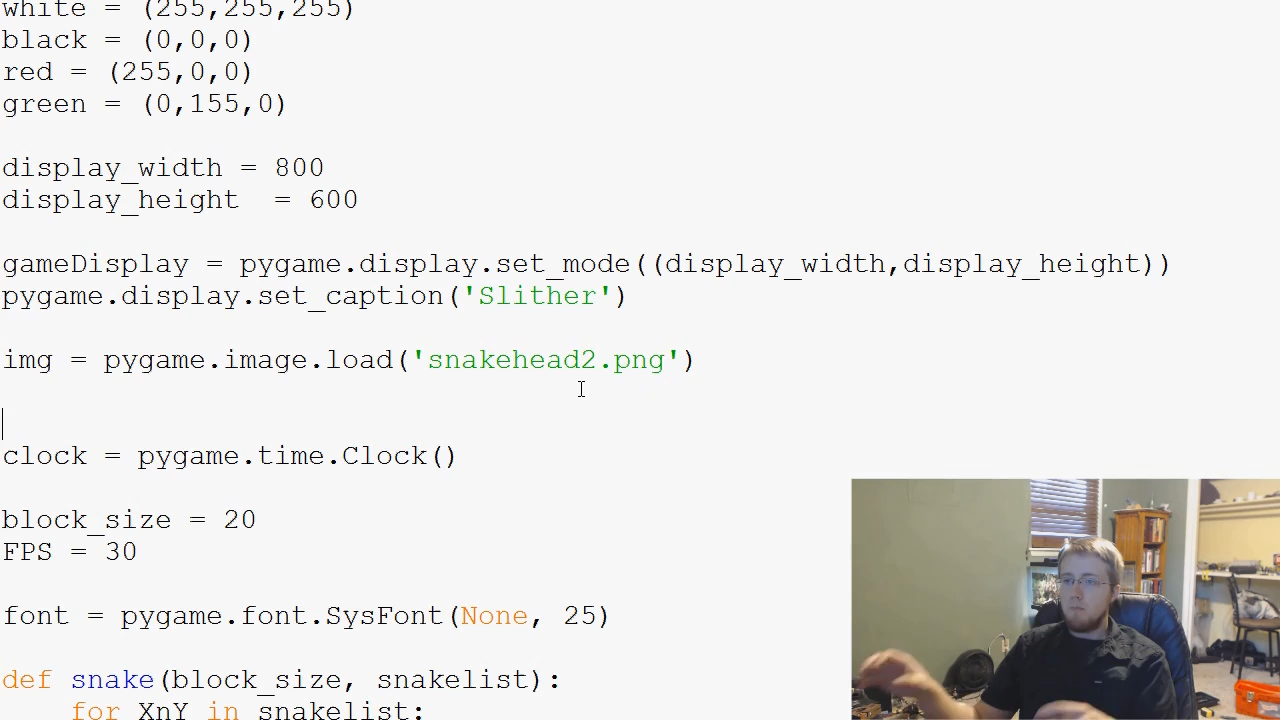 white = (255,255,255)
black = (0,0,0)
red = (255,0,0)
green = (0,155,0)
display_width = 800
display_height  = 600
gameDisplay = pygame.display.set_mode((display_width,display_height))
pygame.display.set_caption('Slither')
img = pygame.image.load('snakehead2.png')
clock = pygame.time.Clock()
block_size = 20
FPS = 30
font = pygame.font.SysFont(None, 25)
def snake(block_size, snakelist):
    for XnY in snakelist: